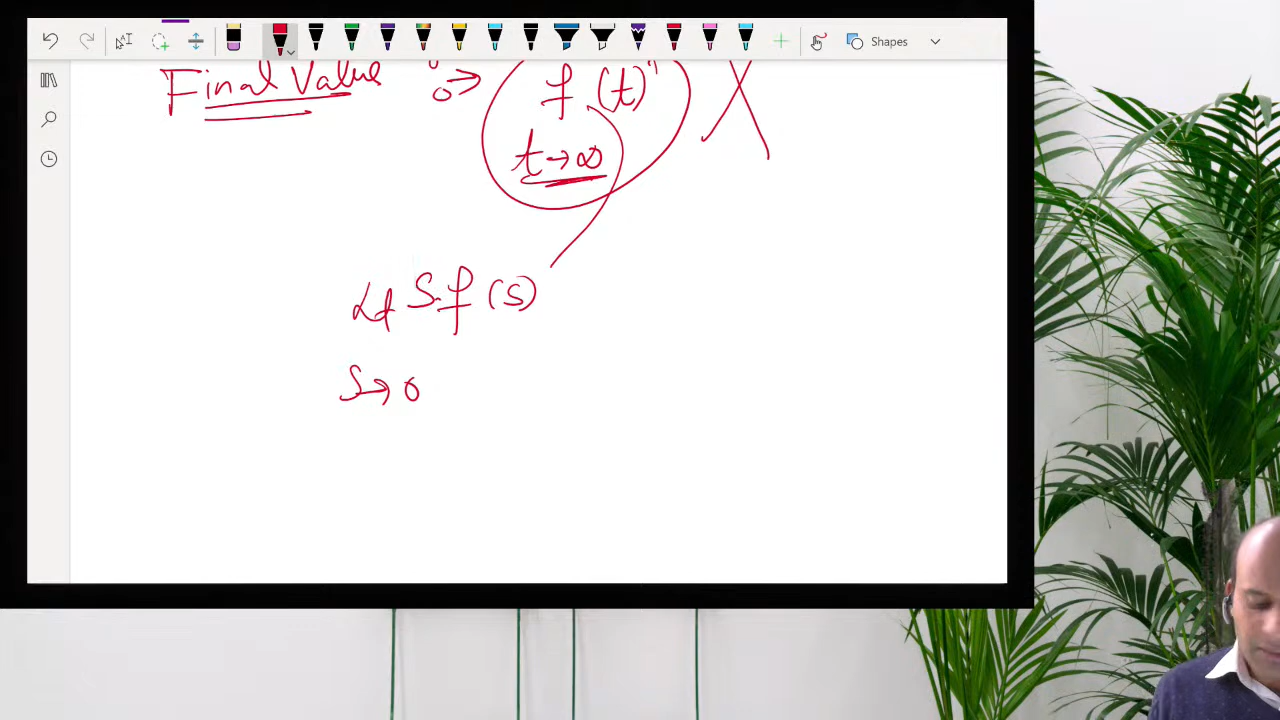 Shapes
Final Value → f(t)"
t→∞
Lt S.f(s)
S→0